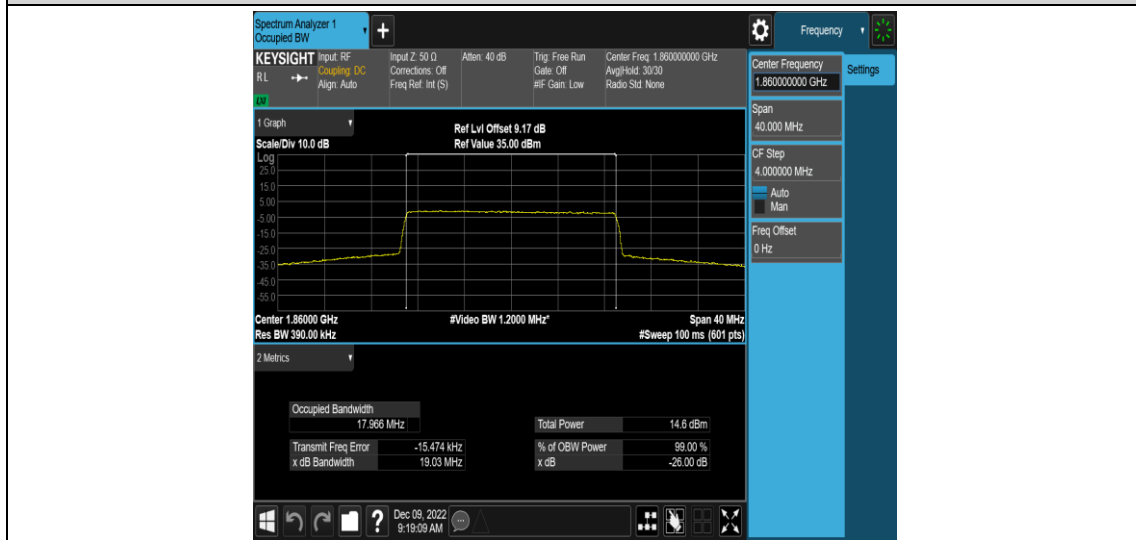 Spectrum Analyzer 1
Occupied BW
+
Frequency
KEYSIGHT
RL
LNI
Input: RF
Coupling: DC
Align: Auto
Input Z: 50 Ω
Corrections: Off
Freq Ref: Int (S)
Atten: 40 dB
Trig: Free Run
Gate: Off
#IF Gain: Low
Center Freq: 1.860000000 GHz
Avg|Hold: 30/30
Radio Std: None
Center Frequency
1.860000000 GHz
Settings
Span
40.000 MHz
CF Step
4.000000 MHz
Auto
Man
Freq Offset
0 Hz
1 Graph
Scale/Div 10.0 dB
Ref Lvl Offset 9.17 dB
Ref Value 35.00 dBm
Log
25.0
15.0
5.00
-5.00
-15.0
-25.0
-35.0
-45.0
-55.0
Center 1.86000 GHz
#Video BW 1.2000 MHz*
Span 40 MHz
Res BW 390.00 kHz
#Sweep 100 ms (601 pts)
2 Metrics
Occupied Bandwidth
17.966 MHz
Total Power 14.6 dBm
Transmit Freq Error -15.474 kHz
% of OBW Power 99.00 %
x dB Bandwidth 19.03 MHz
x dB -26.00 dB
?
Dec 09, 2022
9:19:09 AM